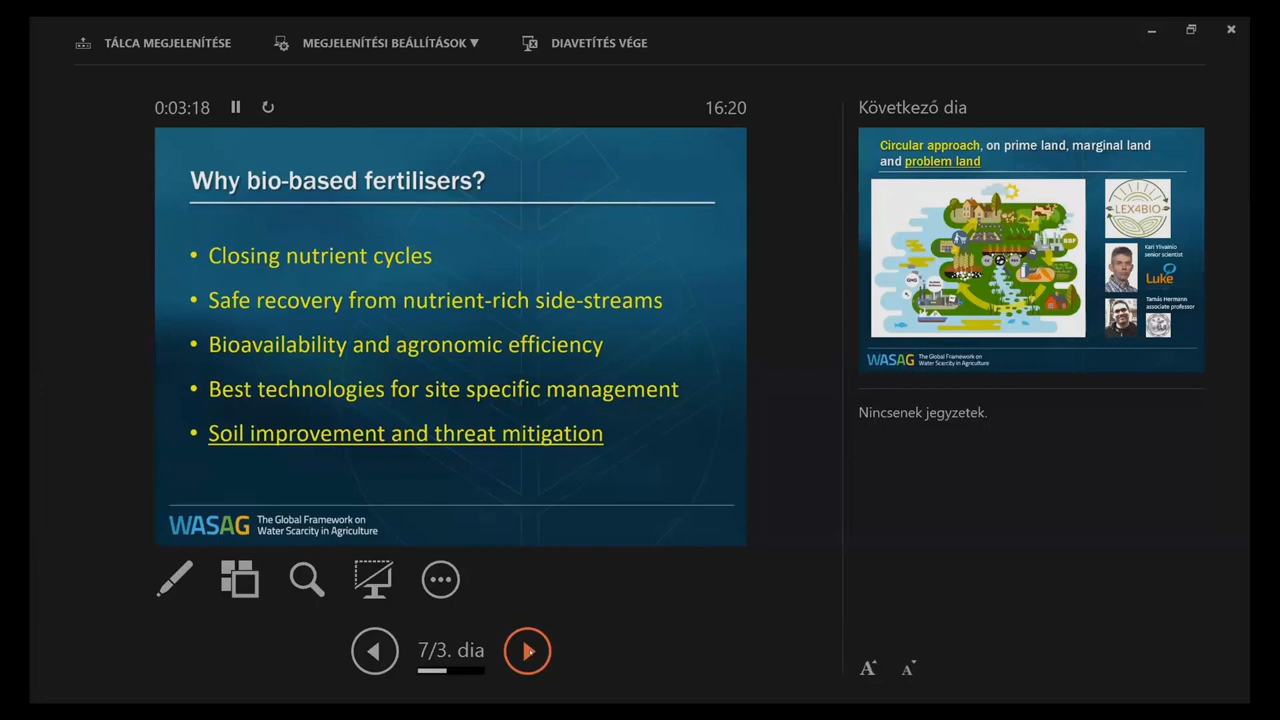 TÁLCA MEGJELENÍTÉSE
MEGJELENÍTÉSI BEÁLLÍTÁSOK ▼
DIAVETÍTÉS VÉGE
0:03:18
16:20
Why bio-based fertilisers?
• Closing nutrient cycles
• Safe recovery from nutrient-rich side-streams
• Bioavailability and agronomic efficiency
• Best technologies for site specific management
• Soil improvement and threat mitigation
WASAG
The Global Framework on
Water Scarcity in Agriculture
7/3. dia
Következő dia
Circular approach, on prime land, marginal land
and problem land
LEX4BIO
BBF
Kari Ylivainio
senior scientist
Luke
Tamás Hermann
associate professor
WASAG
The Global Framework on
Water Scarcity in Agriculture
Nincsenek jegyzetek.
A
A